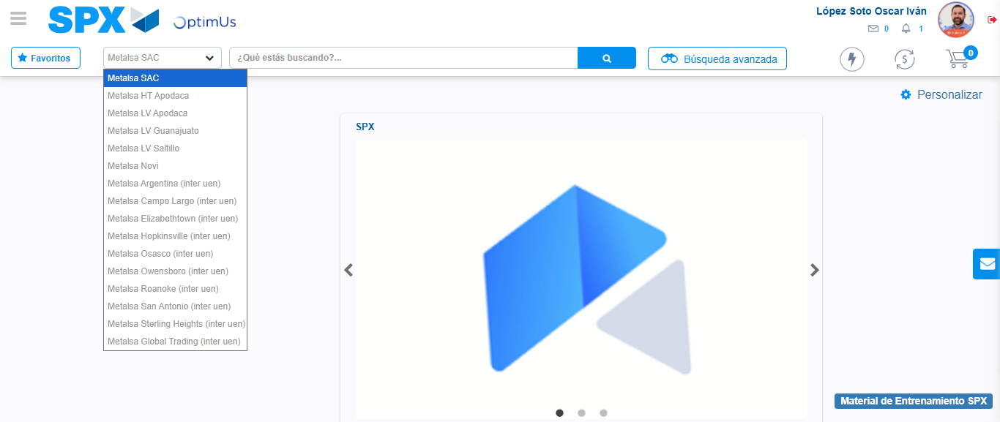 SPX
OptimUs
López Soto Oscar Iván
0
1
Favoritos
Metalsa SAC
¿Qué estás buscando?...
Búsqueda avanzada
0
Personalizar
Metalsa SAC
Metalsa HT Apodaca
Metalsa LV Apodaca
Metalsa LV Guanajuato
Metalsa LV Saltillo
Metalsa Novi
Metalsa Argentina (inter uen)
Metalsa Campo Largo (inter uen)
Metalsa Elizabethtown (inter uen)
Metalsa Hopkinsville (inter uen)
Metalsa Osasco (inter uen)
Metalsa Owensboro (inter uen)
Metalsa Roanoke (inter uen)
Metalsa San Antonio (inter uen)
Metalsa Sterling Heights (inter uen)
Metalsa Global Trading (inter uen)
SPX
Material de Entrenamiento SPX